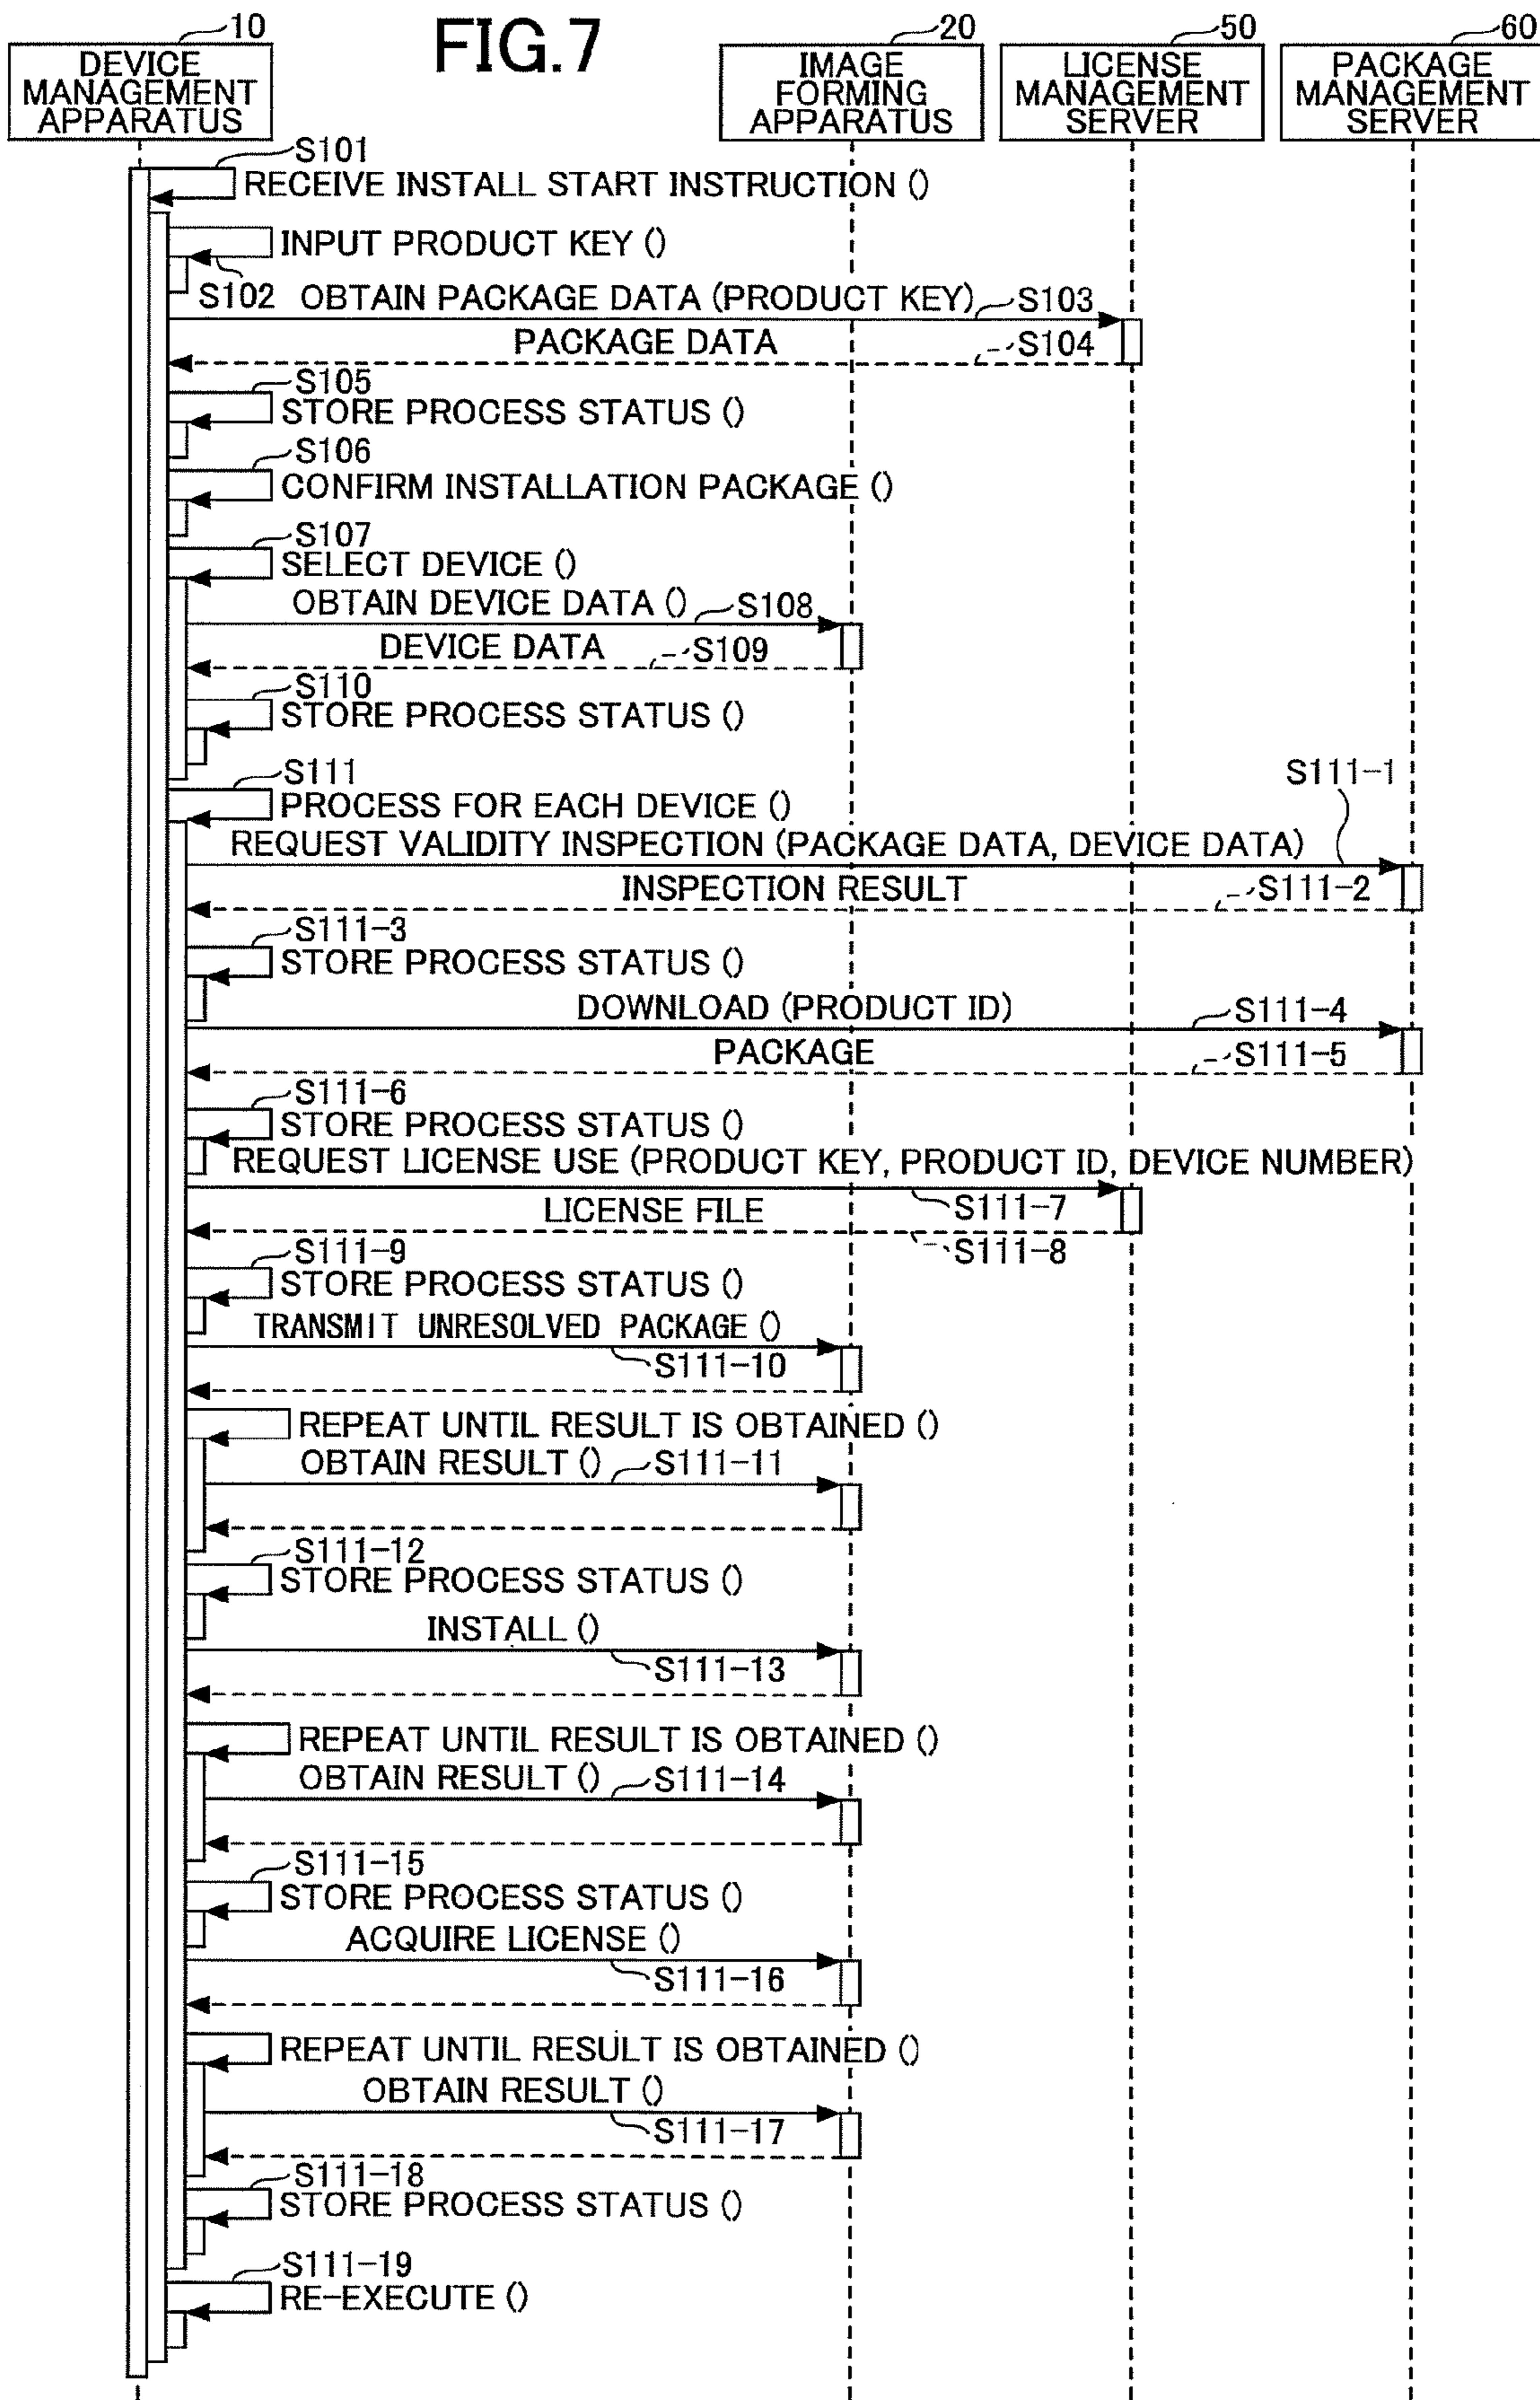 FIG.7
10
DEVICE
MANAGEMENT
APPARATUS
20
IMAGE
FORMING
APPARATUS
50
LICENSE
MANAGEMENT
SERVER
60
PACKAGE
MANAGEMENT
SERVER
S101
RECEIVE INSTALL START INSTRUCTION ()
INPUT PRODUCT KEY ()
S102
OBTAIN PACKAGE DATA (PRODUCT KEY)
S103
PACKAGE DATA
S104
S105
STORE PROCESS STATUS ()
S106
CONFIRM INSTALLATION PACKAGE ()
S107
SELECT DEVICE ()
OBTAIN DEVICE DATA ()
S108
DEVICE DATA
S109
S110
STORE PROCESS STATUS ()
S111
PROCESS FOR EACH DEVICE ()
S111-1
REQUEST VALIDITY INSPECTION (PACKAGE DATA, DEVICE DATA)
INSPECTION RESULT
S111-2
S111-3
STORE PROCESS STATUS ()
DOWNLOAD (PRODUCT ID)
S111-4
PACKAGE
S111-5
S111-6
STORE PROCESS STATUS ()
REQUEST LICENSE USE (PRODUCT KEY, PRODUCT ID, DEVICE NUMBER)
S111-7
LICENSE FILE
S111-8
S111-9
STORE PROCESS STATUS ()
TRANSMIT UNRESOLVED PACKAGE ()
S111-10
REPEAT UNTIL RESULT IS OBTAINED ()
OBTAIN RESULT ()
S111-11
S111-12
STORE PROCESS STATUS ()
INSTALL ()
S111-13
REPEAT UNTIL RESULT IS OBTAINED ()
OBTAIN RESULT ()
S111-14
S111-15
STORE PROCESS STATUS ()
ACQUIRE LICENSE ()
S111-16
REPEAT UNTIL RESULT IS OBTAINED ()
OBTAIN RESULT ()
S111-17
S111-18
STORE PROCESS STATUS ()
S111-19
RE-EXECUTE ()